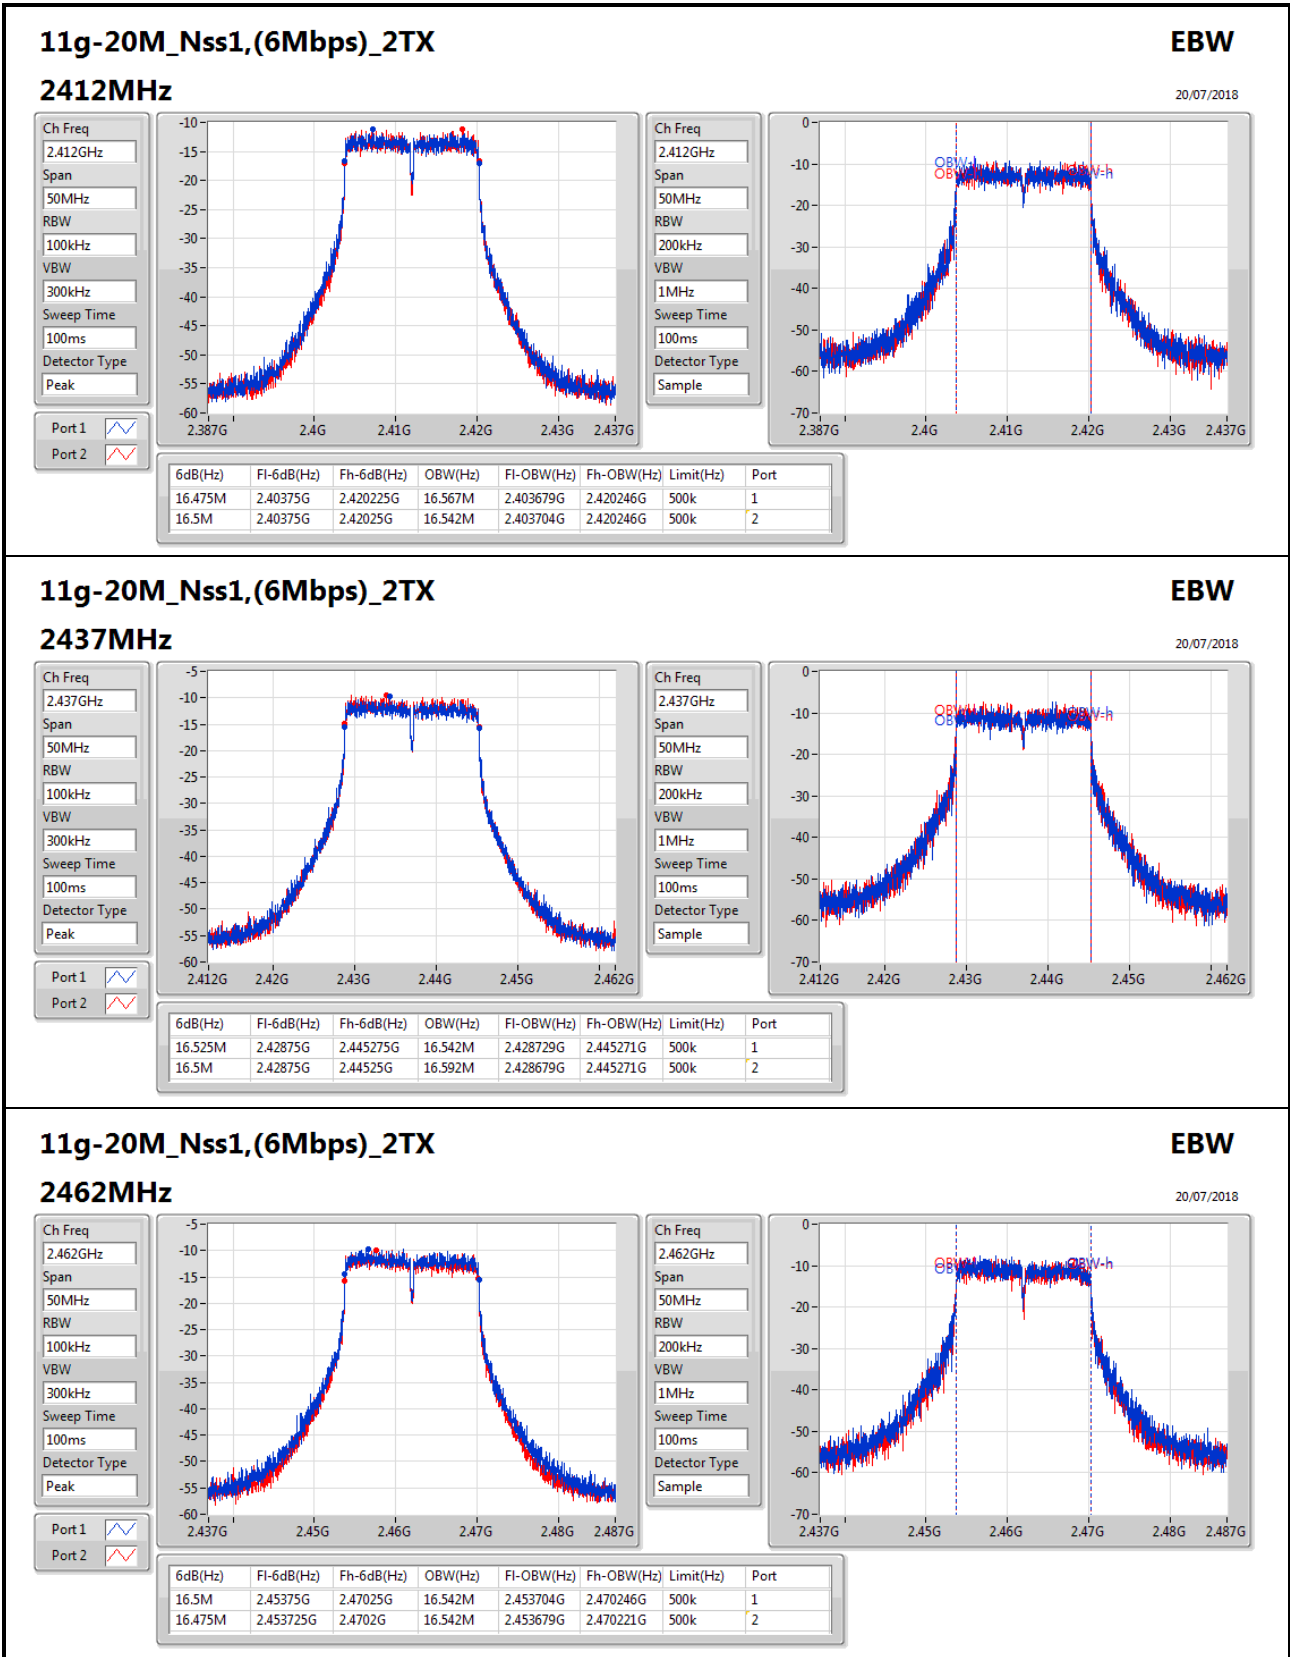 11g-20M_Nss1,(6Mbps)_2TX EBW
2412MHz 20/07/2018
Ch Freq
2.412GHz
Span
50MHz
RBW
100kHz
VBW
300kHz
Sweep Time
100ms
Detector Type
Peak
Port 1
Port 2
-10
-15
-20
-25
-30
-35
-40
-45
-50
-55
-60
2.387G 2.4G 2.41G 2.42G 2.43G 2.437G
Ch Freq
2.412GHz
Span
50MHz
RBW
200kHz
VBW
1MHz
Sweep Time
100ms
Detector Type
Sample
0
-10
-20
-30
-40
-50
-60
-70
2.387G 2.4G 2.41G 2.42G 2.43G 2.437G
6dB(Hz) Fl-6dB(Hz) Fh-6dB(Hz) OBW(Hz) Fl-OBW(Hz) Fh-OBW(Hz) Limit(Hz) Port
16.475M 2.40375G 2.420225G 16.567M 2.403679G 2.420246G 500k 1
16.5M 2.40375G 2.42025G 16.542M 2.403704G 2.420246G 500k 2
11g-20M_Nss1,(6Mbps)_2TX EBW
2437MHz 20/07/2018
Ch Freq
2.437GHz
Span
50MHz
RBW
100kHz
VBW
300kHz
Sweep Time
100ms
Detector Type
Peak
Port 1
Port 2
-5
-10
-15
-20
-25
-30
-35
-40
-45
-50
-55
-60
2.412G 2.42G 2.43G 2.44G 2.45G 2.462G
Ch Freq
2.437GHz
Span
50MHz
RBW
200kHz
VBW
1MHz
Sweep Time
100ms
Detector Type
Sample
0
-10
-20
-30
-40
-50
-60
-70
2.412G 2.42G 2.43G 2.44G 2.45G 2.462G
6dB(Hz) Fl-6dB(Hz) Fh-6dB(Hz) OBW(Hz) Fl-OBW(Hz) Fh-OBW(Hz) Limit(Hz) Port
16.525M 2.42875G 2.445275G 16.542M 2.428729G 2.445271G 500k 1
16.5M 2.42875G 2.44525G 16.592M 2.428679G 2.445271G 500k 2
11g-20M_Nss1,(6Mbps)_2TX EBW
2462MHz 20/07/2018
Ch Freq
2.462GHz
Span
50MHz
RBW
100kHz
VBW
300kHz
Sweep Time
100ms
Detector Type
Peak
Port 1
Port 2
-5
-10
-15
-20
-25
-30
-35
-40
-45
-50
-55
-60
2.437G 2.45G 2.46G 2.47G 2.48G 2.487G
Ch Freq
2.462GHz
Span
50MHz
RBW
200kHz
VBW
1MHz
Sweep Time
100ms
Detector Type
Sample
0
-10
-20
-30
-40
-50
-60
-70
2.437G 2.45G 2.46G 2.47G 2.48G 2.487G
6dB(Hz) Fl-6dB(Hz) Fh-6dB(Hz) OBW(Hz) Fl-OBW(Hz) Fh-OBW(Hz) Limit(Hz) Port
16.5M 2.45375G 2.47025G 16.542M 2.453704G 2.470246G 500k 1
16.475M 2.453725G 2.4702G 16.542M 2.453679G 2.470221G 500k 2